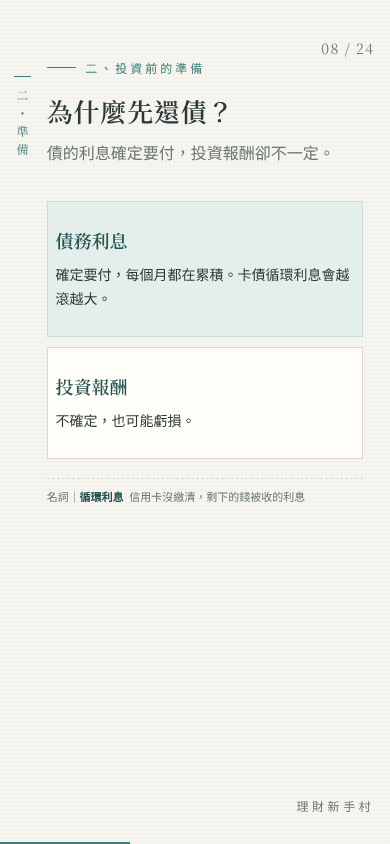 08 / 24
二、投資前的準備
二・準備
為什麼先還債？
債的利息確定要付，投資報酬卻不一定。
債務利息
確定要付，每個月都在累積。卡債循環利息會越
滾越大。
投資報酬
不確定，也可能虧損。
名詞｜循環利息 信用卡沒繳清，剩下的錢被收的利息
理財新手村